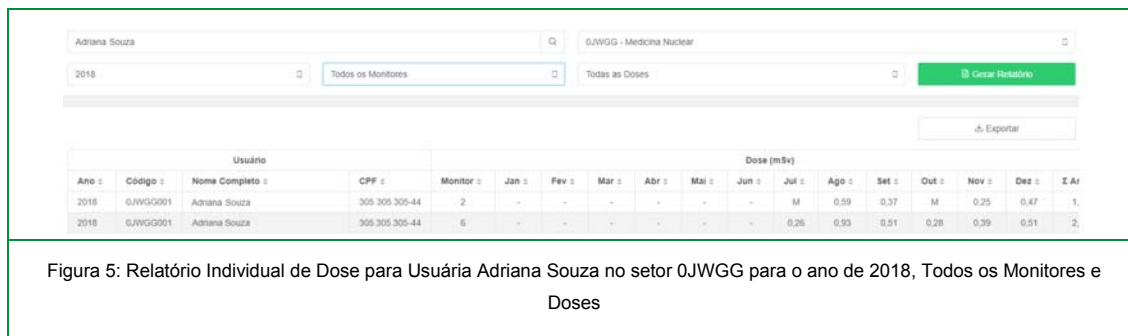 Adriana Souza 0JWGG - Medicina Nuclear
2018 Todos os Monitores Todas as Doses Gerar Relatório
Exportar
Usuário Dose (mSv)
Ano Código Nome Completo CPF Monitor Jan Fev Mar Abr Mai Jun Jul Ago Set Out Nov Dez Σ An
2018 0JWGG001 Adriana Souza 305.305.305-44 2 - - - - - - M 0,59 0,37 M 0,25 0,47 1,
2018 0JWGG001 Adriana Souza 305.305.305-44 6 - - - - - - 0,26 0,93 0,51 0,28 0,39 0,51 2,
Figura 5: Relatório Individual de Dose para Usuária Adriana Souza no setor 0JWGG para o ano de 2018, Todos os Monitores e
Doses